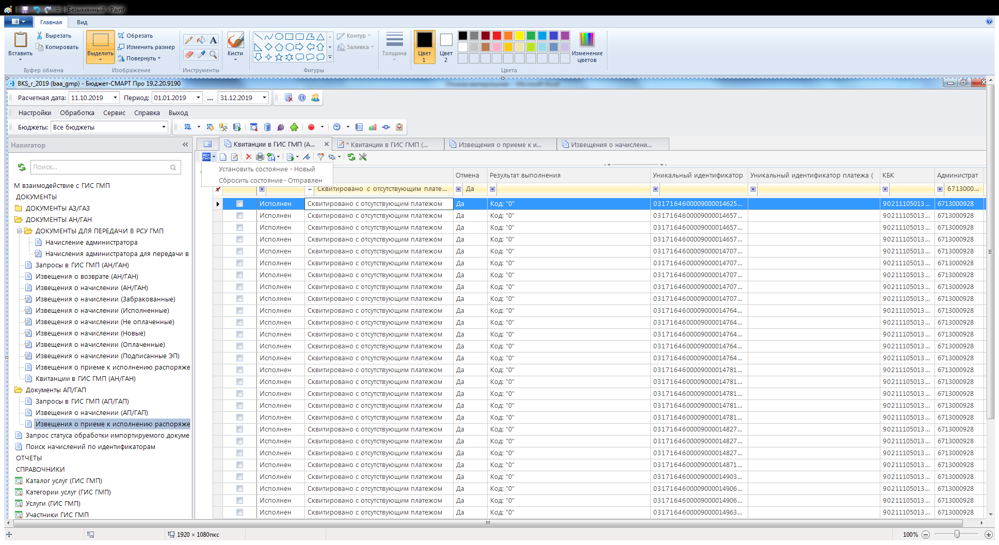 Безымянный - Paint
Главная Вид
Вставить
Вырезать
Копировать
Буфер обмена
Выделить
Обрезать
Изменить размер
Повернуть
Изображение
A
Инструменты
Кисти
Контур
Заливка
Фигуры
Толщина
Цвет 1
Цвет 2
Изменение цветов
Цвета
BKS_r_2019 (baa_gmp) - Бюджет-СМАРТ Про 19.2.20.9190
Расчетная дата: 11.10.2019 Период: 01.01.2019 ... 31.12.2019
Настройки Обработка Сервис Справка Выход
Бюджеты: Все бюджеты SQL
Навигатор
Поиск...
М взаимодействие с ГИС ГМП
ДОКУМЕНТЫ
ДОКУМЕНТЫ АЗ/ГАЗ
ДОКУМЕНТЫ АН/ГАН
ДОКУМЕНТЫ ДЛЯ ПЕРЕДАЧИ В РСУ ГМП
Начисление администратора
Начисления администратора для передачи в
Запросы в ГИС ГМП (АН/ГАН)
Извещения о возврате (АН/ГАН)
Извещения о начислении (АН/ГАН)
Извещения о начислении (Забракованные)
Извещения о начислении (Исполненные)
Извещения о начислении (Не оплаченные)
Извещения о начислении (Новые)
Извещения о начислении (Оплаченные)
Извещения о начислении (Подписанные ЭП)
Извещения о приеме к исполнению распоряже
Квитанции в ГИС ГМП (АН/ГАН)
Документы АП/ГАП
Запросы в ГИС ГМП (АП/ГАП)
Извещения о начислении (АП/ГАП)
Извещения о приеме к исполнению распоряже
Запрос статуса обработки импортируемого докуме
Поиск начислений по идентификаторам
ОТЧЕТЫ
СПРАВОЧНИКИ
Каталог услуг (ГИС ГМП)
Категории услуг (ГИС ГМП)
Услуги (ГИС ГМП)
Участники ГИС ГМП
Квитанции в ГИС ГМП (А... * Квитанции в ГИС ГМП (... Извещения о приеме к и... Извещения о начислени...
РСУ ГМП
Установить состояние - Новый
Сбросить состояние - Отправлен
Отмена Результат выполнения Уникальный идентификатор Уникальный идентификатор платежа ( КБК Администрат
Сквитировано с отсутствующим плате... Да 6713000...
Исполнен Сквитировано с отсутствующим платежом Да Код: "0" 0317164600009000014625... 90211105013... 6713000928
Исполнен Сквитировано с отсутствующим платежом Да Код: "0" 0317164600009000014657... 90211105013... 6713000928
Исполнен Сквитировано с отсутствующим платежом Да Код: "0" 0317164600009000014657... 90211105013... 6713000928
Исполнен Сквитировано с отсутствующим платежом Да Код: "0" 0317164600009000014657... 90211105013... 6713000928
Исполнен Сквитировано с отсутствующим платежом Да Код: "0" 0317164600009000014707... 90211105013... 6713000928
Исполнен Сквитировано с отсутствующим платежом Да Код: "0" 0317164600009000014707... 90211105013... 6713000928
Исполнен Сквитировано с отсутствующим платежом Да Код: "0" 0317164600009000014707... 90211105013... 6713000928
Исполнен Сквитировано с отсутствующим платежом Да Код: "0" 0317164600009000014707... 90211105013... 6713000928
Исполнен Сквитировано с отсутствующим платежом Да Код: "0" 0317164600009000014707... 90211105013... 6713000928
Исполнен Сквитировано с отсутствующим платежом Да Код: "0" 0317164600009000014764... 90211105013... 6713000928
Исполнен Сквитировано с отсутствующим платежом Да Код: "0" 0317164600009000014764... 90211105013... 6713000928
Исполнен Сквитировано с отсутствующим платежом Да Код: "0" 0317164600009000014764... 90211105013... 6713000928
Исполнен Сквитировано с отсутствующим платежом Да Код: "0" 0317164600009000014764... 90211105013... 6713000928
Исполнен Сквитировано с отсутствующим платежом Да Код: "0" 0317164600009000014764... 90211105013... 6713000928
Исполнен Сквитировано с отсутствующим платежом Да Код: "0" 0317164600009000014781... 90211105013... 6713000928
Исполнен Сквитировано с отсутствующим платежом Да Код: "0" 0317164600009000014781... 90211105013... 6713000928
Исполнен Сквитировано с отсутствующим платежом Да Код: "0" 0317164600009000014781... 90211105013... 6713000928
Исполнен Сквитировано с отсутствующим платежом Да Код: "0" 0317164600009000014781... 90211105013... 6713000928
Исполнен Сквитировано с отсутствующим платежом Да Код: "0" 0317164600009000014781... 90211105013... 6713000928
Исполнен Сквитировано с отсутствующим платежом Да Код: "0" 0317164600009000014827... 90211105013... 6713000928
Исполнен Сквитировано с отсутствующим платежом Да Код: "0" 0317164600009000014827... 90211105013... 6713000928
Исполнен Сквитировано с отсутствующим платежом Да Код: "0" 0317164600009000014827... 90211105013... 6713000928
Исполнен Сквитировано с отсутствующим платежом Да Код: "0" 0317164600009000014871... 90211105013... 6713000928
Исполнен Сквитировано с отсутствующим платежом Да Код: "0" 0317164600009000014903... 90211105013... 6713000928
Исполнен Сквитировано с отсутствующим платежом Да Код: "0" 0317164600009000014906... 90211105013... 6713000928
Исполнен Сквитировано с отсутствующим платежом Да Код: "0" 0317164600009000014906... 90211105013... 6713000928
Исполнен Сквитировано с отсутствующим платежом Да Код: "0" 0317164600009000014963... 90211105013... 6713000928
1920 × 1080пкс 100%